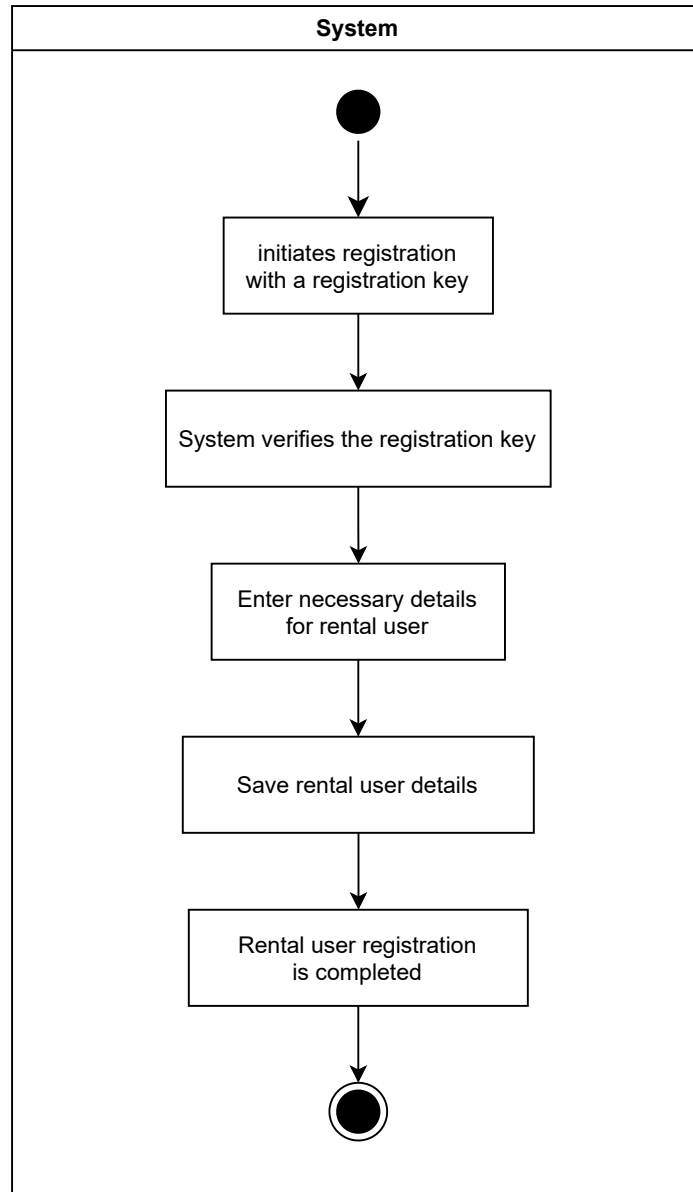 System
initiates registration
with a registration key
System verifies the registration key
Enter necessary details
for rental user
Save rental user details
Rental user registration
is completed